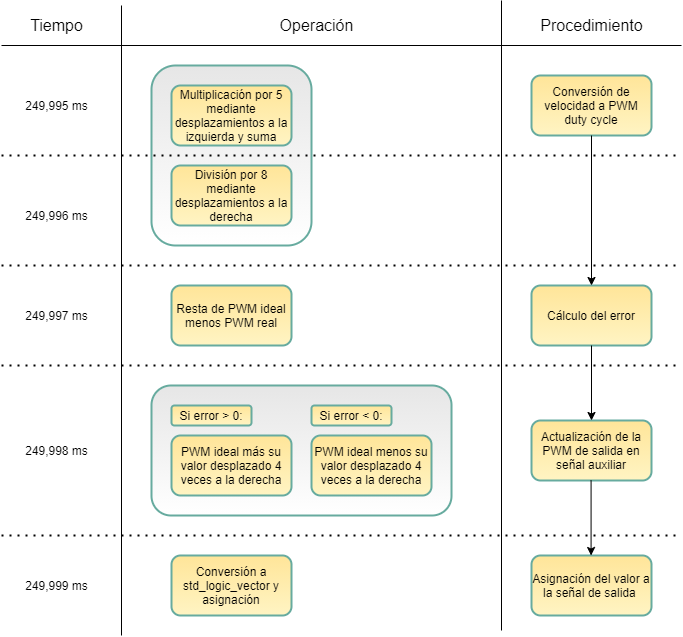 Tiempo
Operación
Procedimiento
249,995 ms
Multiplicación por 5
mediante
desplazamientos a la
izquierda y suma
Conversión de
velocidad a PWM
duty cycle
249,996 ms
División por 8
mediante
desplazamientos a la
derecha
249,997 ms
Resta de PWM ideal
menos PWM real
Cálculo del error
249,998 ms
Si error > 0:
PWM ideal más su
valor desplazado 4
veces a la derecha
Si error < 0:
PWM ideal menos su
valor desplazado 4
veces a la derecha
Actualización de la
PWM de salida en
señal auxiliar
249,999 ms
Conversión a
std_logic_vector y
asignación
Asignación del valor a
la señal de salida